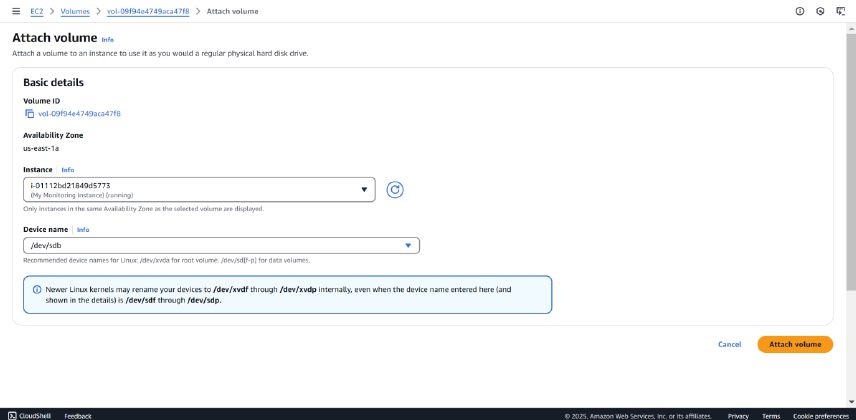 EC2 > Volumes > vol-09f94e4749aca47f8 > Attach volume
Attach volume Info
Attach a volume to an instance to use it as you would a regular physical hard disk drive.
Basic details
Volume ID
vol-09f94e4749aca47f8
Availability Zone
us-east-1a
Instance | Info
i-01112bd21849d5773
(My Monitoring Instance) (running)
Only instances in the same Availability Zone as the selected volume are displayed.
Device name | Info
/dev/sdb
Recommended device names for Linux: /dev/xvda for root volume. /dev/sd[f-p] for data volumes.
Newer Linux kernels may rename your devices to /dev/xvdf through /dev/xvdp internally, even when the device name entered here (and
shown in the details) is /dev/sdf through /dev/sdp.
Cancel Attach volume
CloudShell Feedback © 2025, Amazon Web Services, Inc. or its affiliates. Privacy Terms Cookie preferences